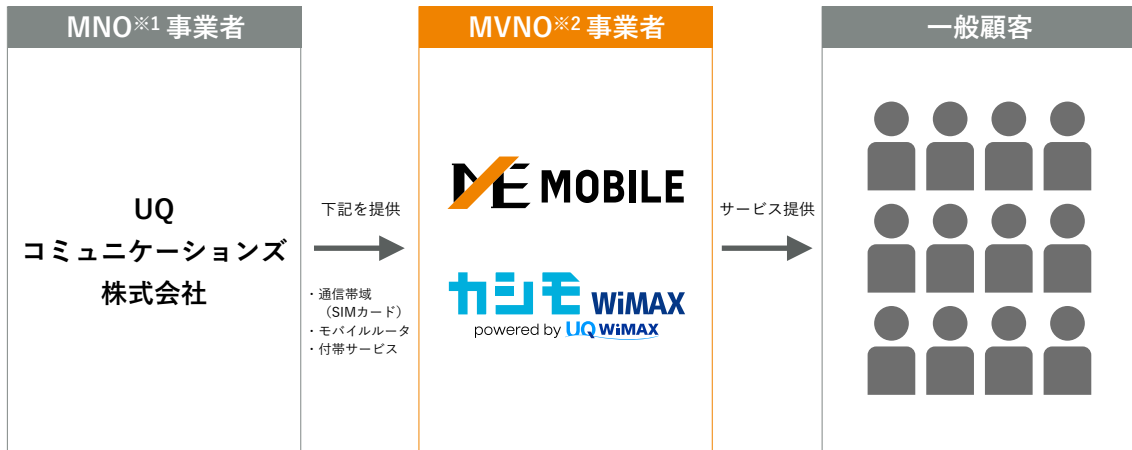 MNO※1 事業者
UQ
コミュニケーションズ
株式会社
下記を提供
・通信帯域
（SIMカード）
・モバイルルータ
・付帯サービス
MVNO※2 事業者
ME MOBILE
カシモ WiMAX
powered by UQ WiMAX
サービス提供
一般顧客